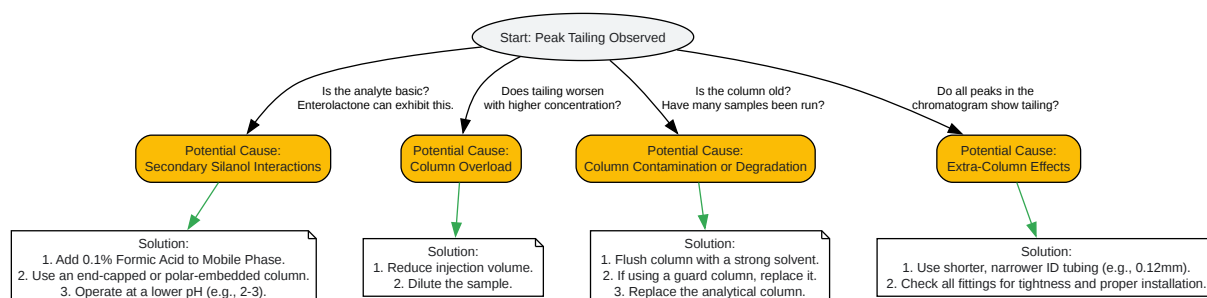 Start: Peak Tailing Observed
Is the analyte basic?
Enterolactone can exhibit this.
Does tailing worsen
with higher concentration?
Is the column old?
Have many samples been run?
Do all peaks in the
chromatogram show tailing?
Potential Cause:
Secondary Silanol Interactions
Potential Cause:
Column Overload
Potential Cause:
Column Contamination or Degradation
Potential Cause:
Extra-Column Effects
Solution:
1. Add 0.1% Formic Acid to Mobile Phase.
2. Use an end-capped or polar-embedded column.
3. Operate at a lower pH (e.g., 2-3).
Solution:
1. Reduce injection volume.
2. Dilute the sample.
Solution:
1. Flush column with a strong solvent.
2. If using a guard column, replace it.
3. Replace the analytical column.
Solution:
1. Use shorter, narrower ID tubing (e.g., 0.12mm).
2. Check all fittings for tightness and proper installation.